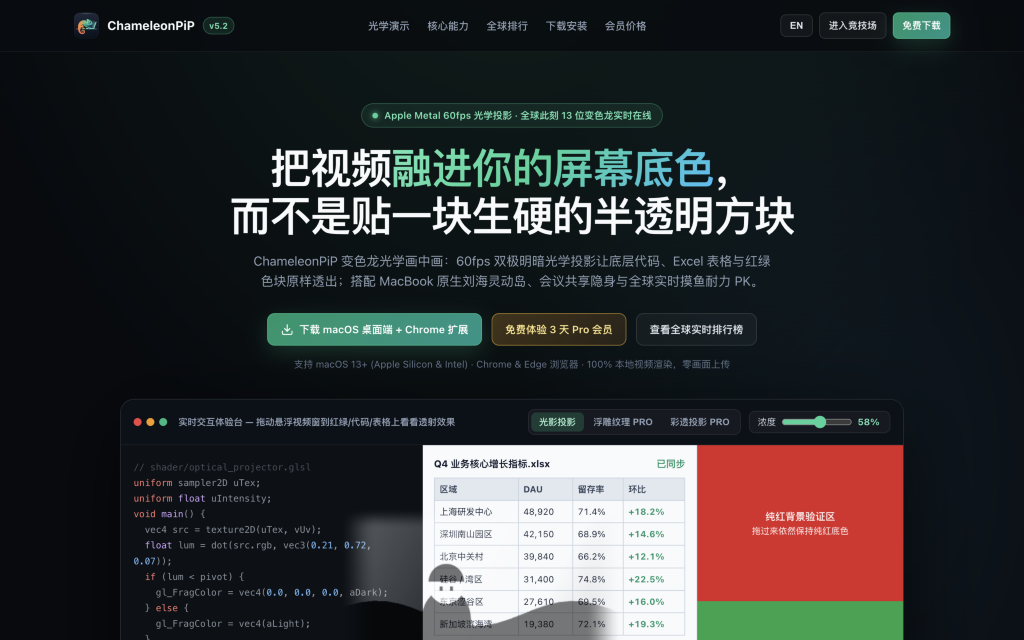 ChameleonPiP v5.2 光学演示 核心能力 全球排行 下载安装 会员价格 EN 进入竞技场 免费下载
Apple Metal 60fps 光学投影 · 全球此刻 13 位变色龙实时在线
把视频融进你的屏幕底色，
而不是贴一块生硬的半透明方块
ChameleonPiP 变色龙光学画中画：60fps 双极明暗光学投影让底层代码、Excel 表格与红绿
色块原样透出；搭配 MacBook 原生刘海灵动岛、会议共享隐身与全球实时摸鱼耐力 PK。
下载 macOS 桌面端 + Chrome 扩展 免费体验 3 天 Pro 会员 查看全球实时排行榜
支持 macOS 13+ (Apple Silicon & Intel) · Chrome & Edge 浏览器 · 100% 本地视频渲染，零画面上传
实时交互体验台 — 拖动悬浮视频窗到红绿/代码/表格上看看透射效果 光影投影 浮雕纹理 PRO 彩透投影 PRO 浓度 58%
// shader/optical_projector.glsl
uniform sampler2D uTex;
uniform float uIntensity;
void main() {
vec4 src = texture2D(uTex, vUv);
float lum = dot(src.rgb, vec3(0.21, 0.72,
0.07));
if (lum < pivot) {
gl_FragColor = vec4(0.0, 0.0, 0.0, aDark);
} else {
gl_FragColor = vec4(aLight);
}
Q4 业务核心增长指标.xlsx 已同步
区域 DAU 留存率 环比
上海研发中心 48,920 71.4% +18.2%
深圳南山园区 42,150 68.9% +14.6%
北京中关村 39,840 66.2% +12.1%
硅谷 湾区 31,400 74.8% +22.5%
东京涩谷区 27,610 69.5% +16.0%
新加坡滨海湾 19,380 72.1% +19.3%
纯红背景验证区
拖过来依然保持纯红底色